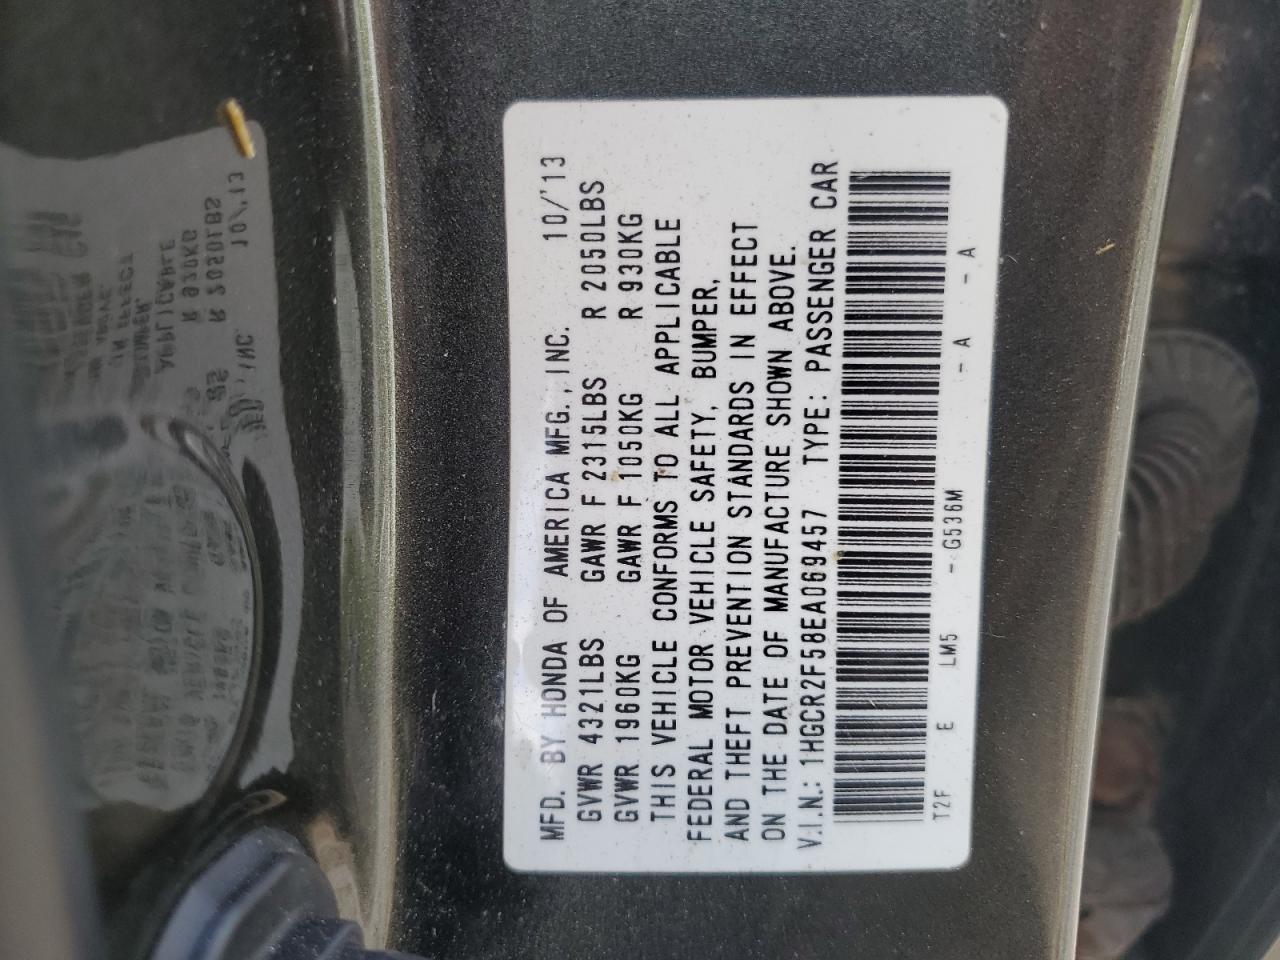 MFD. BY HONDA OF AMERICA MFG., INC. 10/'13
GVWR 4321LBS GAWR F 2315LBS R 2050LBS
GVWR 1960KG GAWR F 1050KG R 930KG
THIS VEHICLE CONFORMS TO ALL APPLICABLE
FEDERAL MOTOR VEHICLE SAFETY, BUMPER,
AND THEFT PREVENTION STANDARDS IN EFFECT
ON THE DATE OF MANUFACTURE SHOWN ABOVE.
V.I.N.: 1HGCR2F58EA069457 TYPE: PASSENGER CAR
T2F E LM5 - G536M - A - A